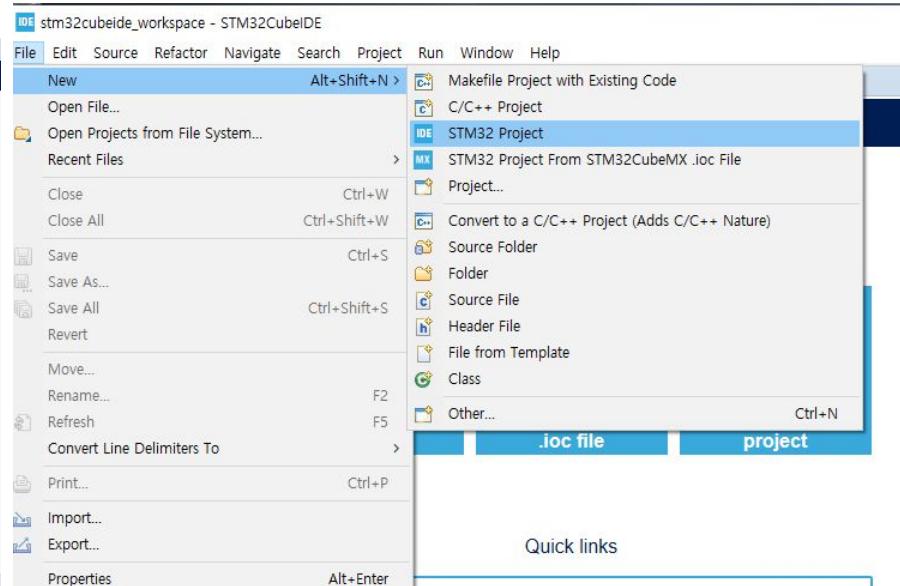 IDE stm32cubeide_workspace - STM32CubeIDE
File Edit Source Refactor Navigate Search Project Run Window Help
New Alt+Shift+N >
Open File...
Open Projects from File System...
Recent Files >
Close Ctrl+W
Close All Ctrl+Shift+W
Save Ctrl+S
Save As...
Save All Ctrl+Shift+S
Revert
Move...
Rename... F2
Refresh F5
Convert Line Delimiters To >
Print... Ctrl+P
Import...
Export...
Properties Alt+Enter
Makefile Project with Existing Code
C/C++ Project
IDE STM32 Project
MX STM32 Project From STM32CubeMX .ioc File
Project...
Convert to a C/C++ Project (Adds C/C++ Nature)
Source Folder
Folder
Source File
Header File
File from Template
Class
Other... Ctrl+N
.ioc file
project
Quick links